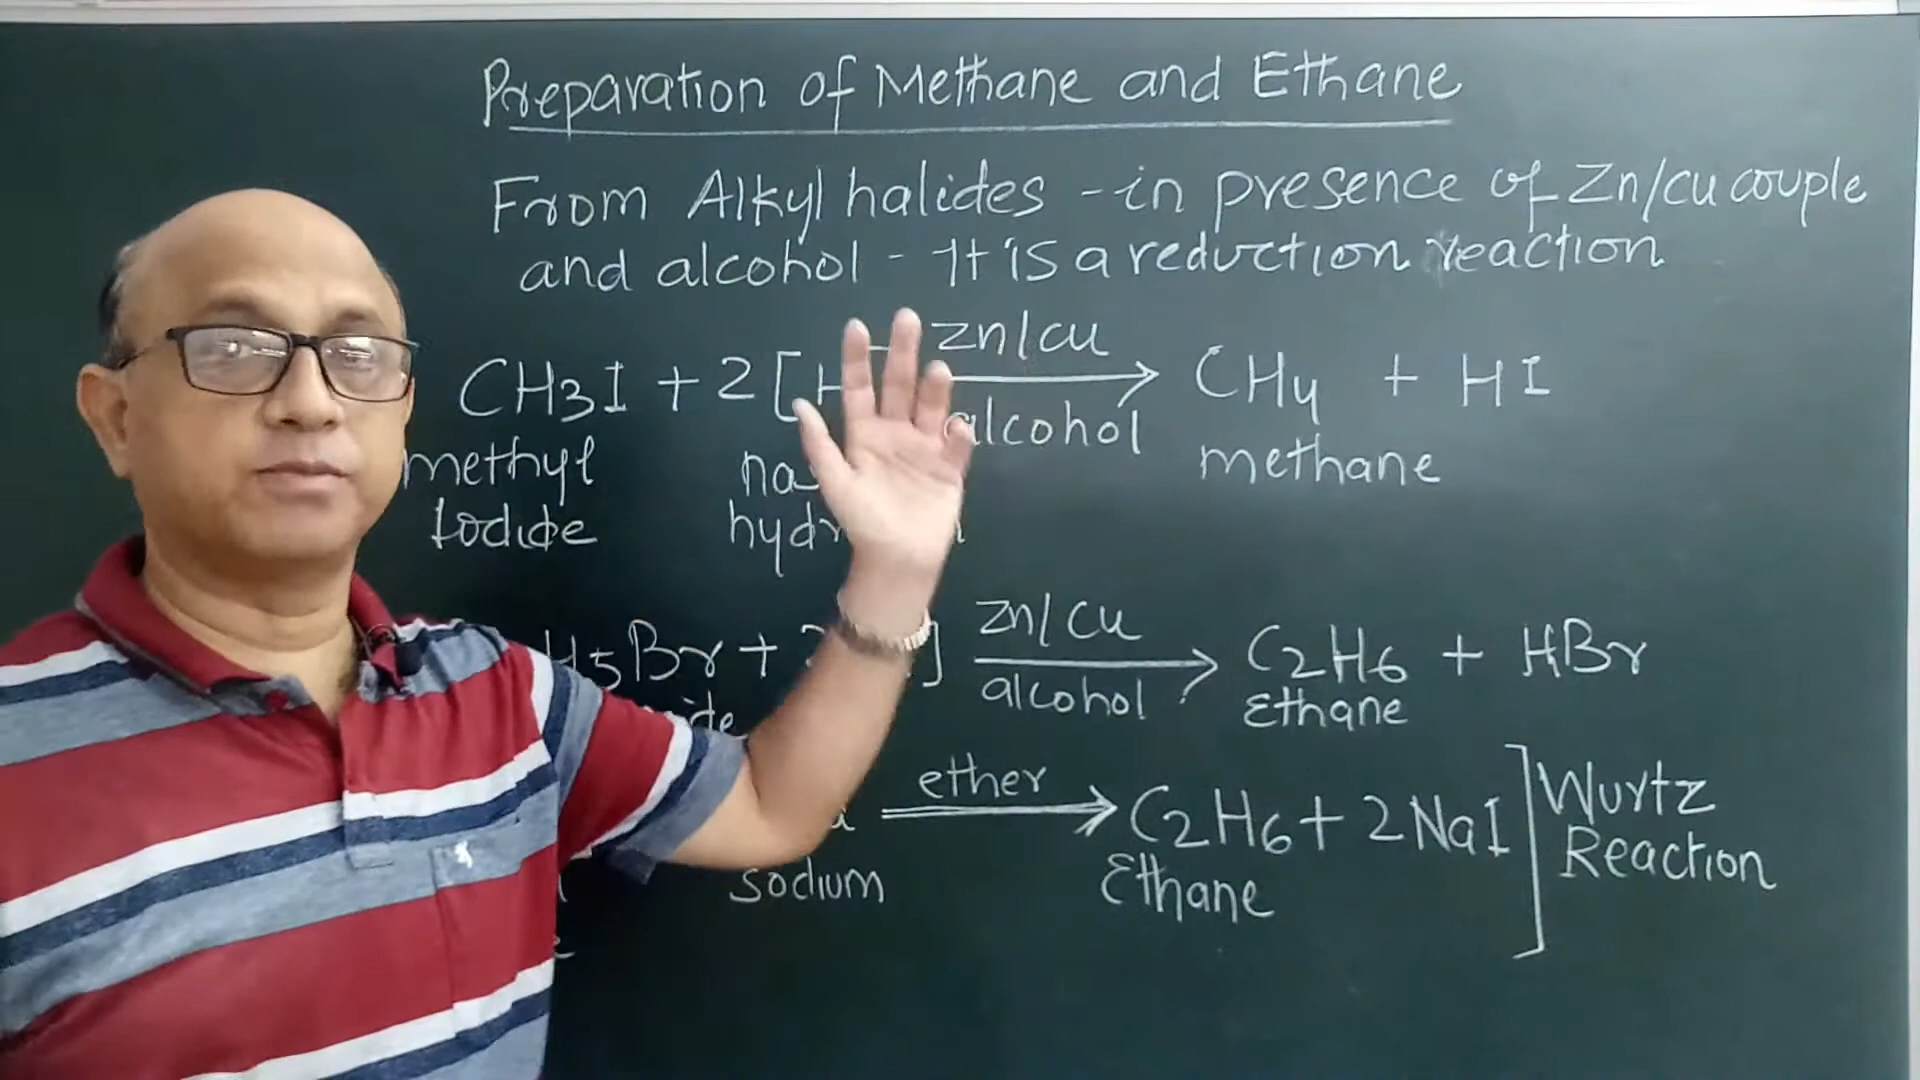 Preparation of Methane and Ethane
From Alkyl halides - in presence of Zn/cu couple
and alcohol - It is a reduction reaction
zn/cu
CH3I + 2 [H → CH4 + HI
alcohol
methyl methane
Iodide
zn/cu
H5Br + ] → C2H6 + HBr
alcohol Ethane
ether
→ C2H6 + 2NaI ] Wurtz
Reaction
sodium Ethane